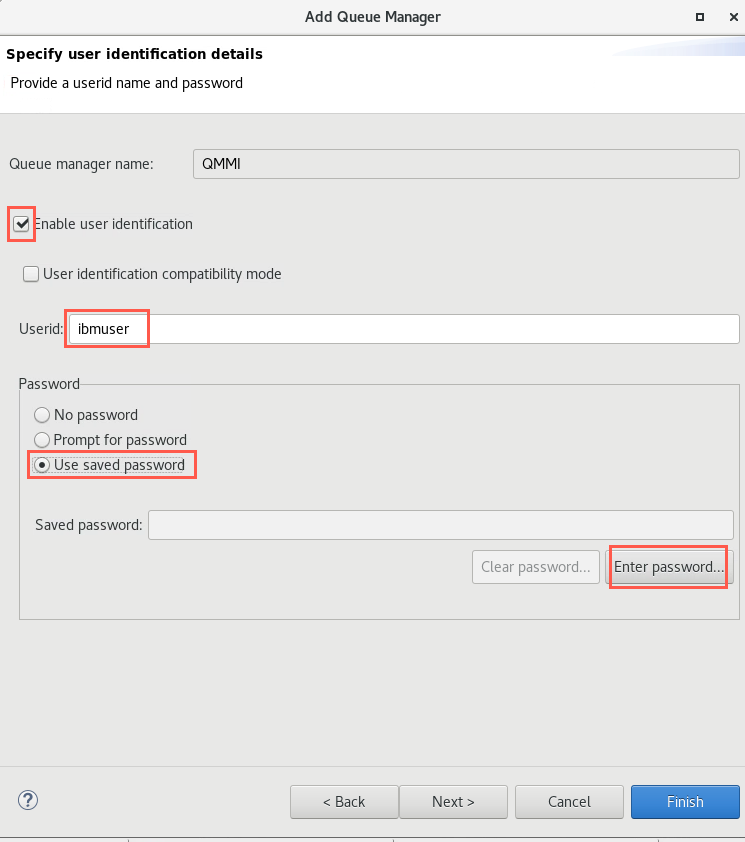 Add Queue Manager
Specify user identification details
Provide a userid name and password
Queue manager name: QMMI
Enable user identification
User identification compatibility mode
Userid: ibmuser
Password
No password
Prompt for password
Use saved password
Saved password:
Clear password... Enter password...
? < Back Next > Cancel Finish